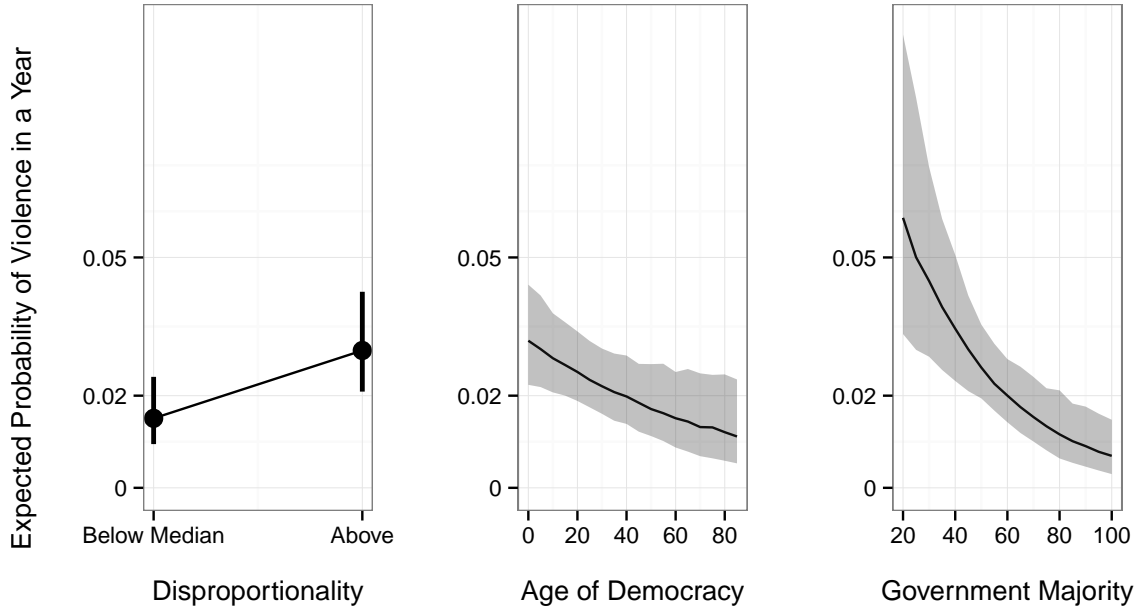 Expected Probability of Violence in a Year
0.05
0.02
0
Below Median Above
Disproportionality
0.05
0.02
0
0 20 40 60 80
Age of Democracy
0.05
0.02
0
20 40 60 80 100
Government Majority